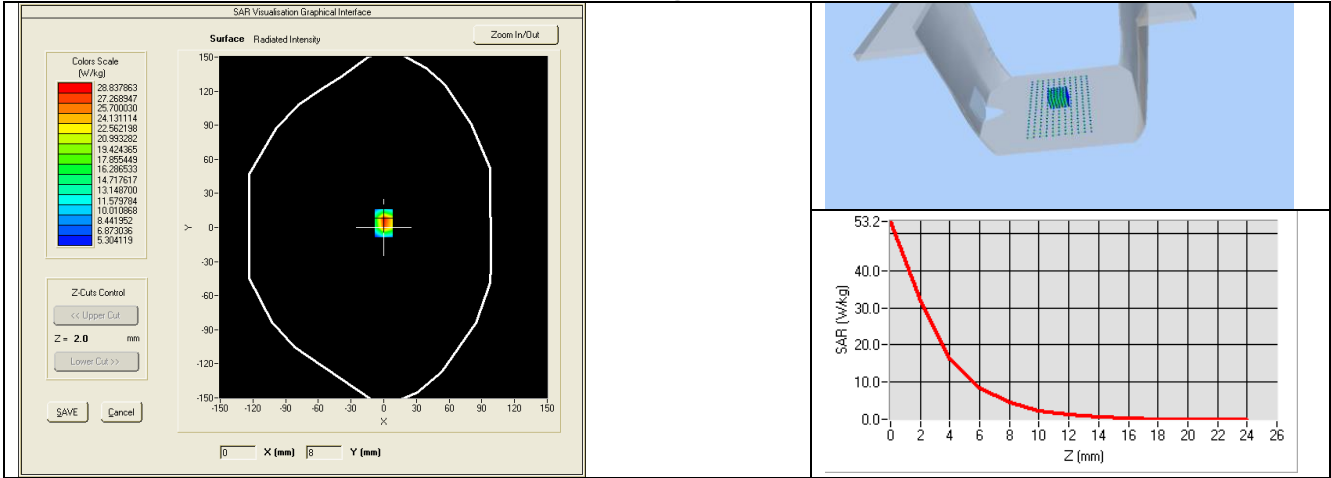 SAR Visualisation Graphical Interface
Colors Scale
(W/kg)
28.837863
27.268947
25.700030
24.131114
22.562198
20.993282
19.424365
17.855449
16.286533
14.717617
13.148700
11.579784
10.010868
8.441952
6.873036
5.304119
Z-Cuts Control
<< Upper Cut
Z = 2.0 mm
Lower Cut >>
SAVE Cancel
Surface Radiated Intensity
Zoom In/Out
150
120
90
60
30
Y 0
-30
-60
-90
-120
-150
-150 -120 -90 -60 -30 0 30 60 90 120 150
X
0 X (mm) 8 Y (mm)
53.2
40.0
30.0
20.0
10.0
0.0
SAR (W/kg)
0 2 4 6 8 10 12 14 16 18 20 22 24 26
Z (mm)